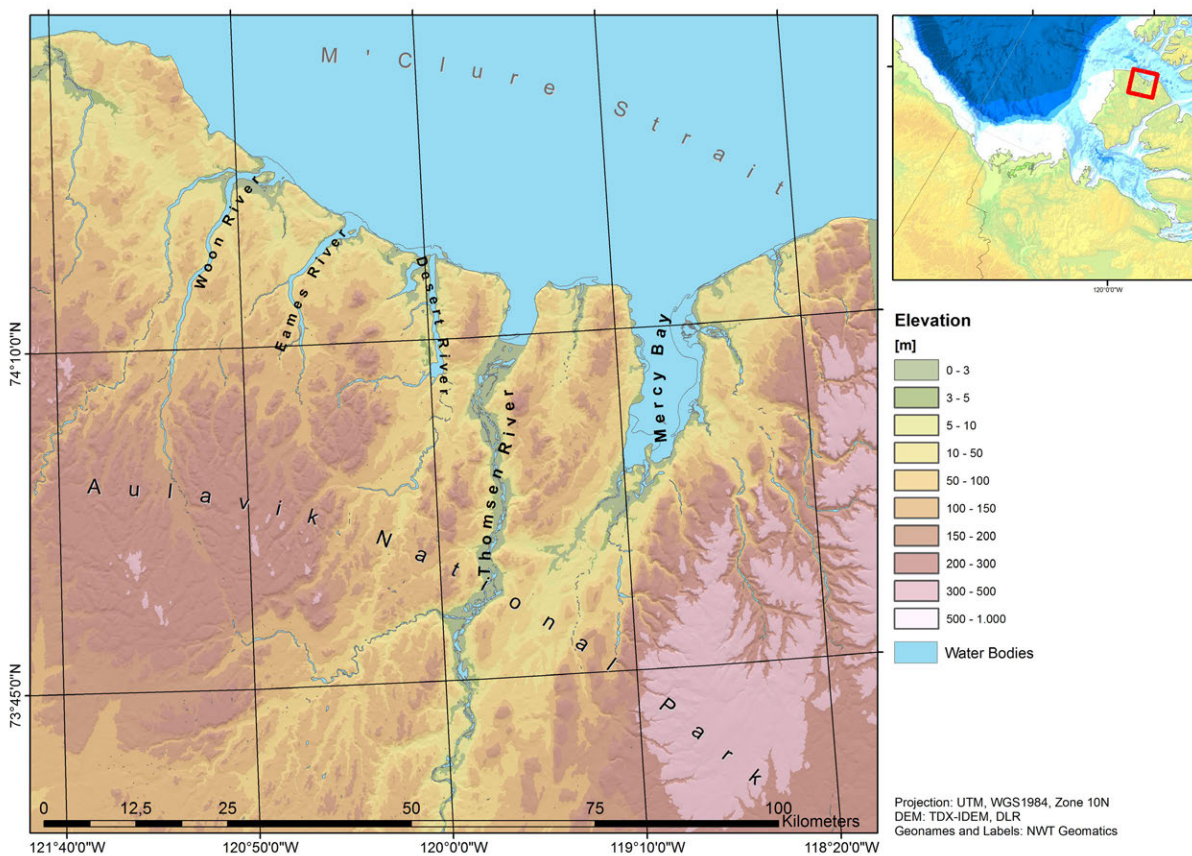 M'Clure Strait
Woon River
Eames River
Desert River
Thomsen River
Mercy Bay
Aulavik National Park
74°0'0"N
73°45'0"N
0 12,5 25 50 75 100
Kilometers
121°40'0"W 120°50'0"W 120°0'0"W 119°10'0"W 118°20'0"W
120°0'0"W
Elevation
[m]
0 - 3
3 - 5
5 - 10
10 - 50
50 - 100
100 - 150
150 - 200
200 - 300
300 - 500
500 - 1.000
Water Bodies
Projection: UTM, WGS1984, Zone 10N
DEM: TDX-IDEM, DLR
Geonames and Labels: NWT Geomatics